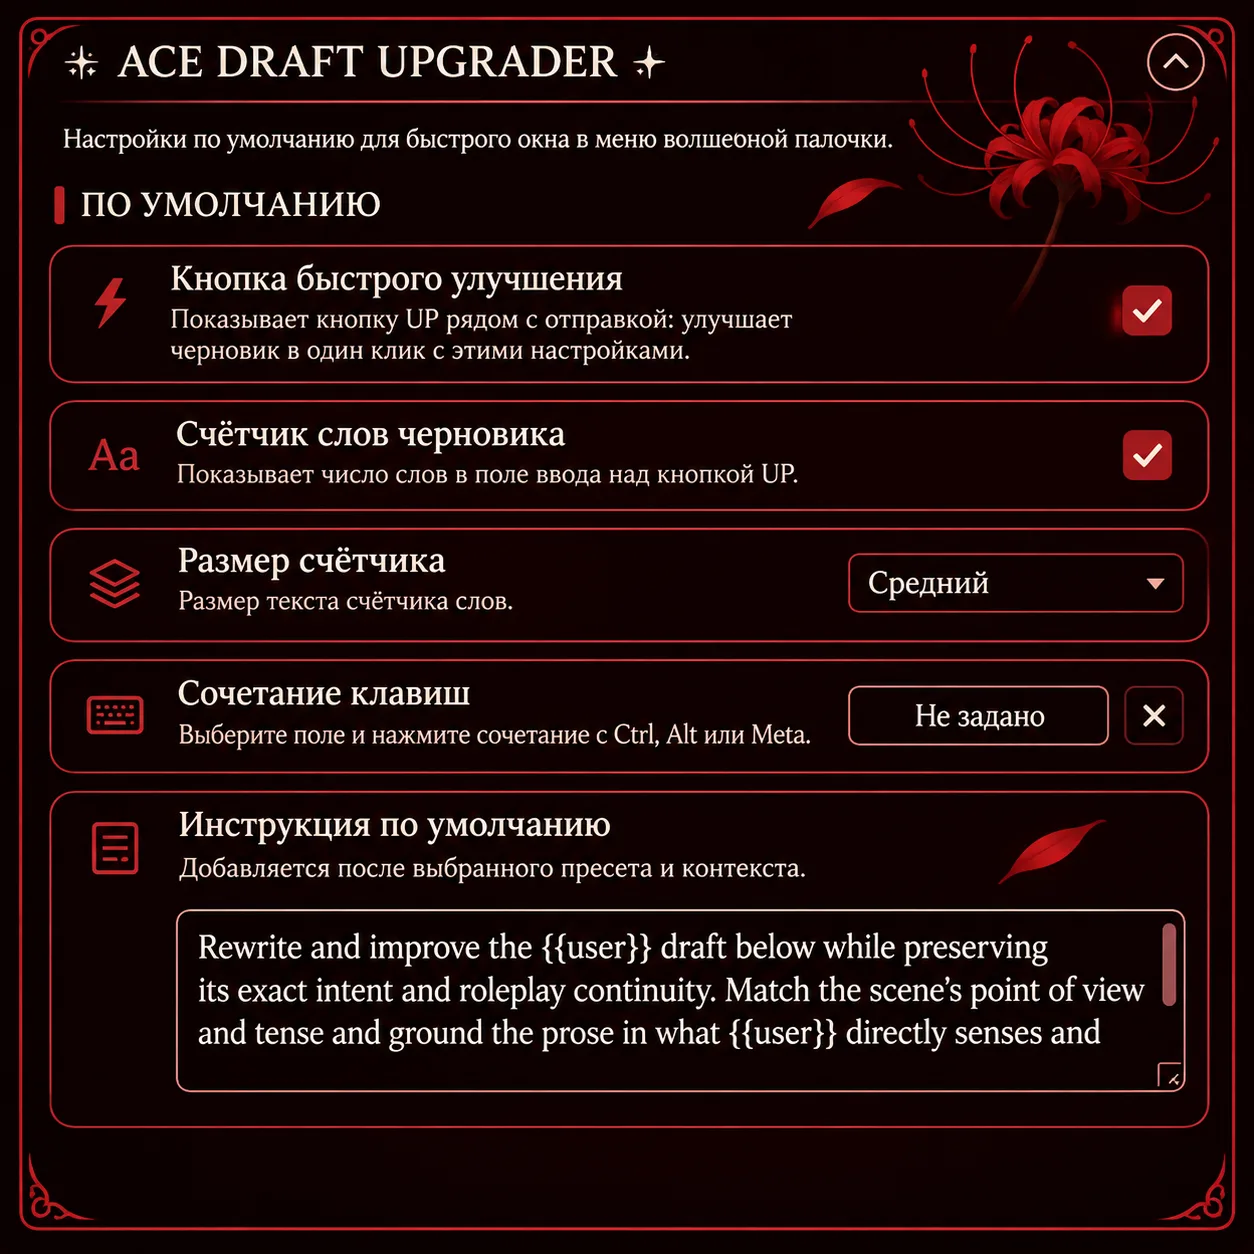 ACE DRAFT UPGRADER
Настройки по умолчанию для быстрого окна в меню волшебной палочки.
ПО УМОЛЧАНИЮ
Кнопка быстрого улучшения
Показывает кнопку UP рядом с отправкой: улучшает
черновик в один клик с этими настройками.
Aa
Счётчик слов черновика
Показывает число слов в поле ввода над кнопкой UP.
Размер счётчика
Размер текста счётчика слов.
Средний
Сочетание клавиш
Выберите поле и нажмите сочетание с Ctrl, Alt или Meta.
Не задано
Инструкция по умолчанию
Добавляется после выбранного пресета и контекста.
Rewrite and improve the {{user}} draft below while preserving
its exact intent and roleplay continuity. Match the scene’s point of view
and tense and ground the prose in what {{user}} directly senses and